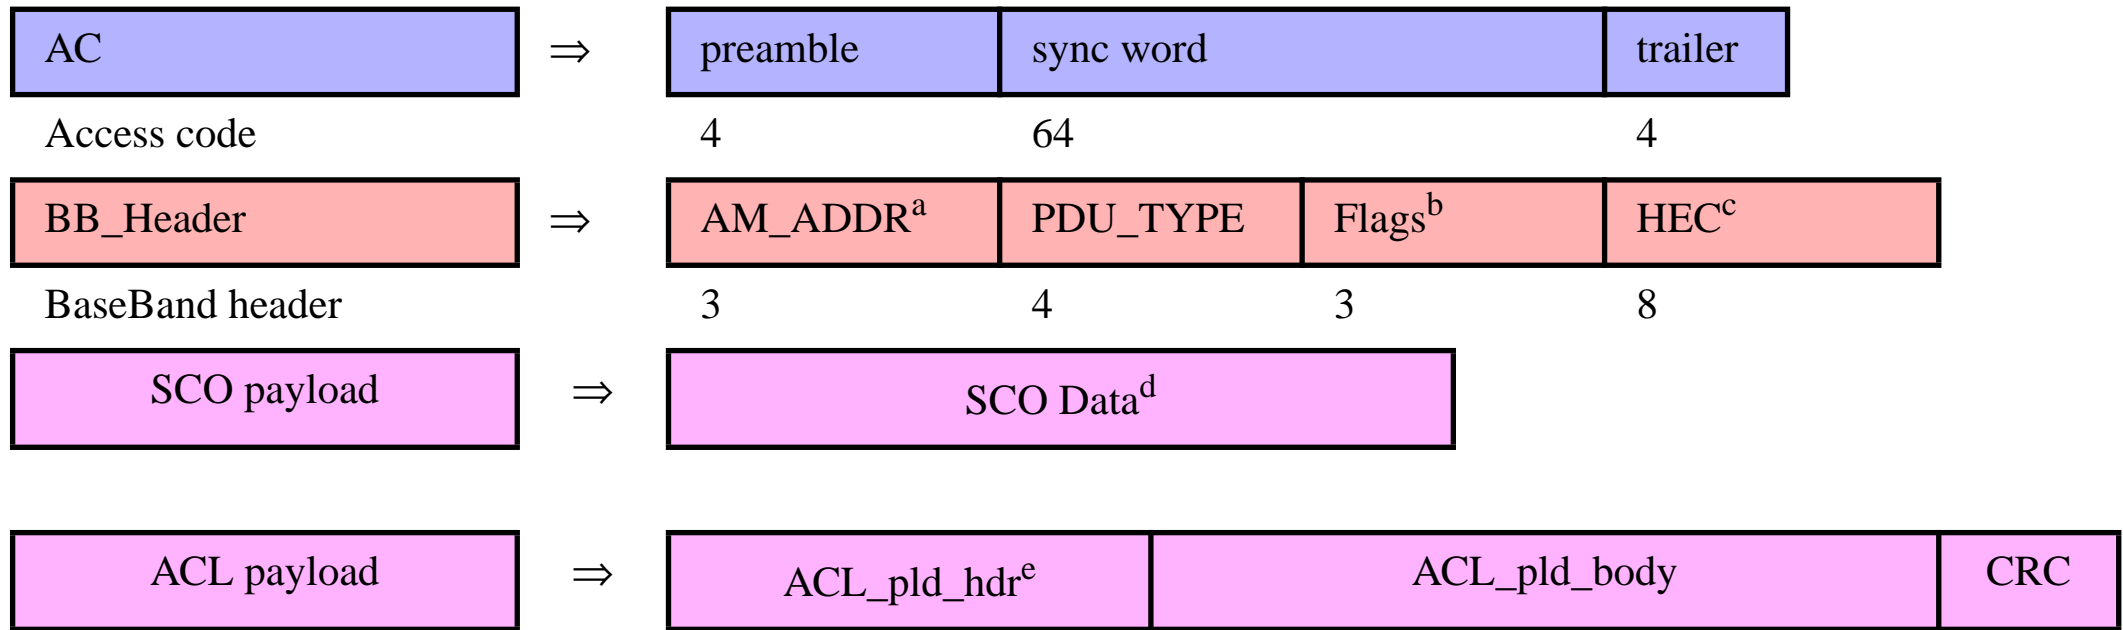 AC ⇒ preamble sync word trailer
Access code 4 64 4
BB_Header ⇒ AM_ADDRa PDU_TYPE Flagsb HECc
BaseBand header 3 4 3 8
SCO payload ⇒ SCO Datad
ACL payload ⇒ ACL_pld_hdre ACL_pld_body CRC